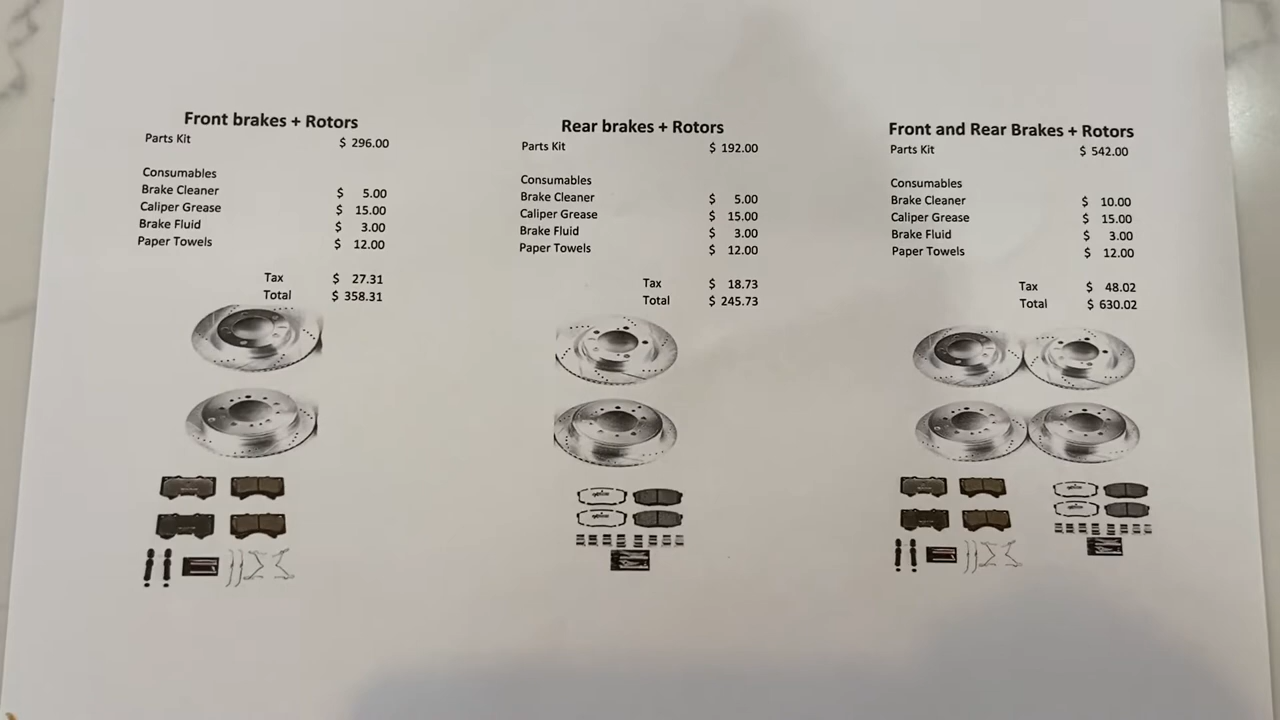 Front brakes + Rotors
Parts Kit $ 296.00
Consumables
Brake Cleaner $ 5.00
Caliper Grease $ 15.00
Brake Fluid $ 3.00
Paper Towels $ 12.00
Tax $ 27.31
Total $ 358.31
Rear brakes + Rotors
Parts Kit $ 192.00
Consumables
Brake Cleaner $ 5.00
Caliper Grease $ 15.00
Brake Fluid $ 3.00
Paper Towels $ 12.00
Tax $ 18.73
Total $ 245.73
Front and Rear Brakes + Rotors
Parts Kit $ 542.00
Consumables
Brake Cleaner $ 10.00
Caliper Grease $ 15.00
Brake Fluid $ 3.00
Paper Towels $ 12.00
Tax $ 48.02
Total $ 630.02